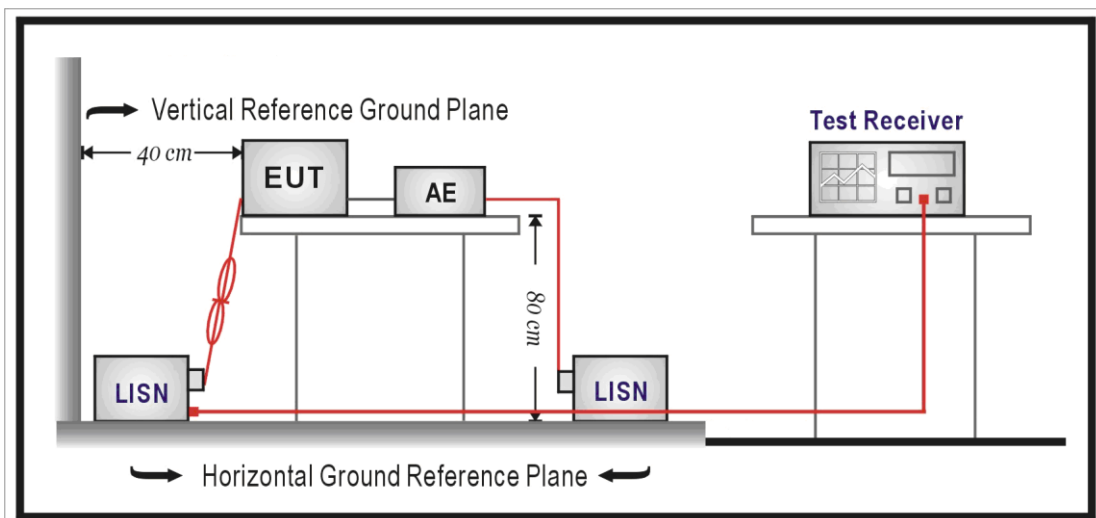 Vertical Reference Ground Plane
Test Receiver
40 cm
EUT
AE
80 cm
LISN
LISN
Horizontal Ground Reference Plane